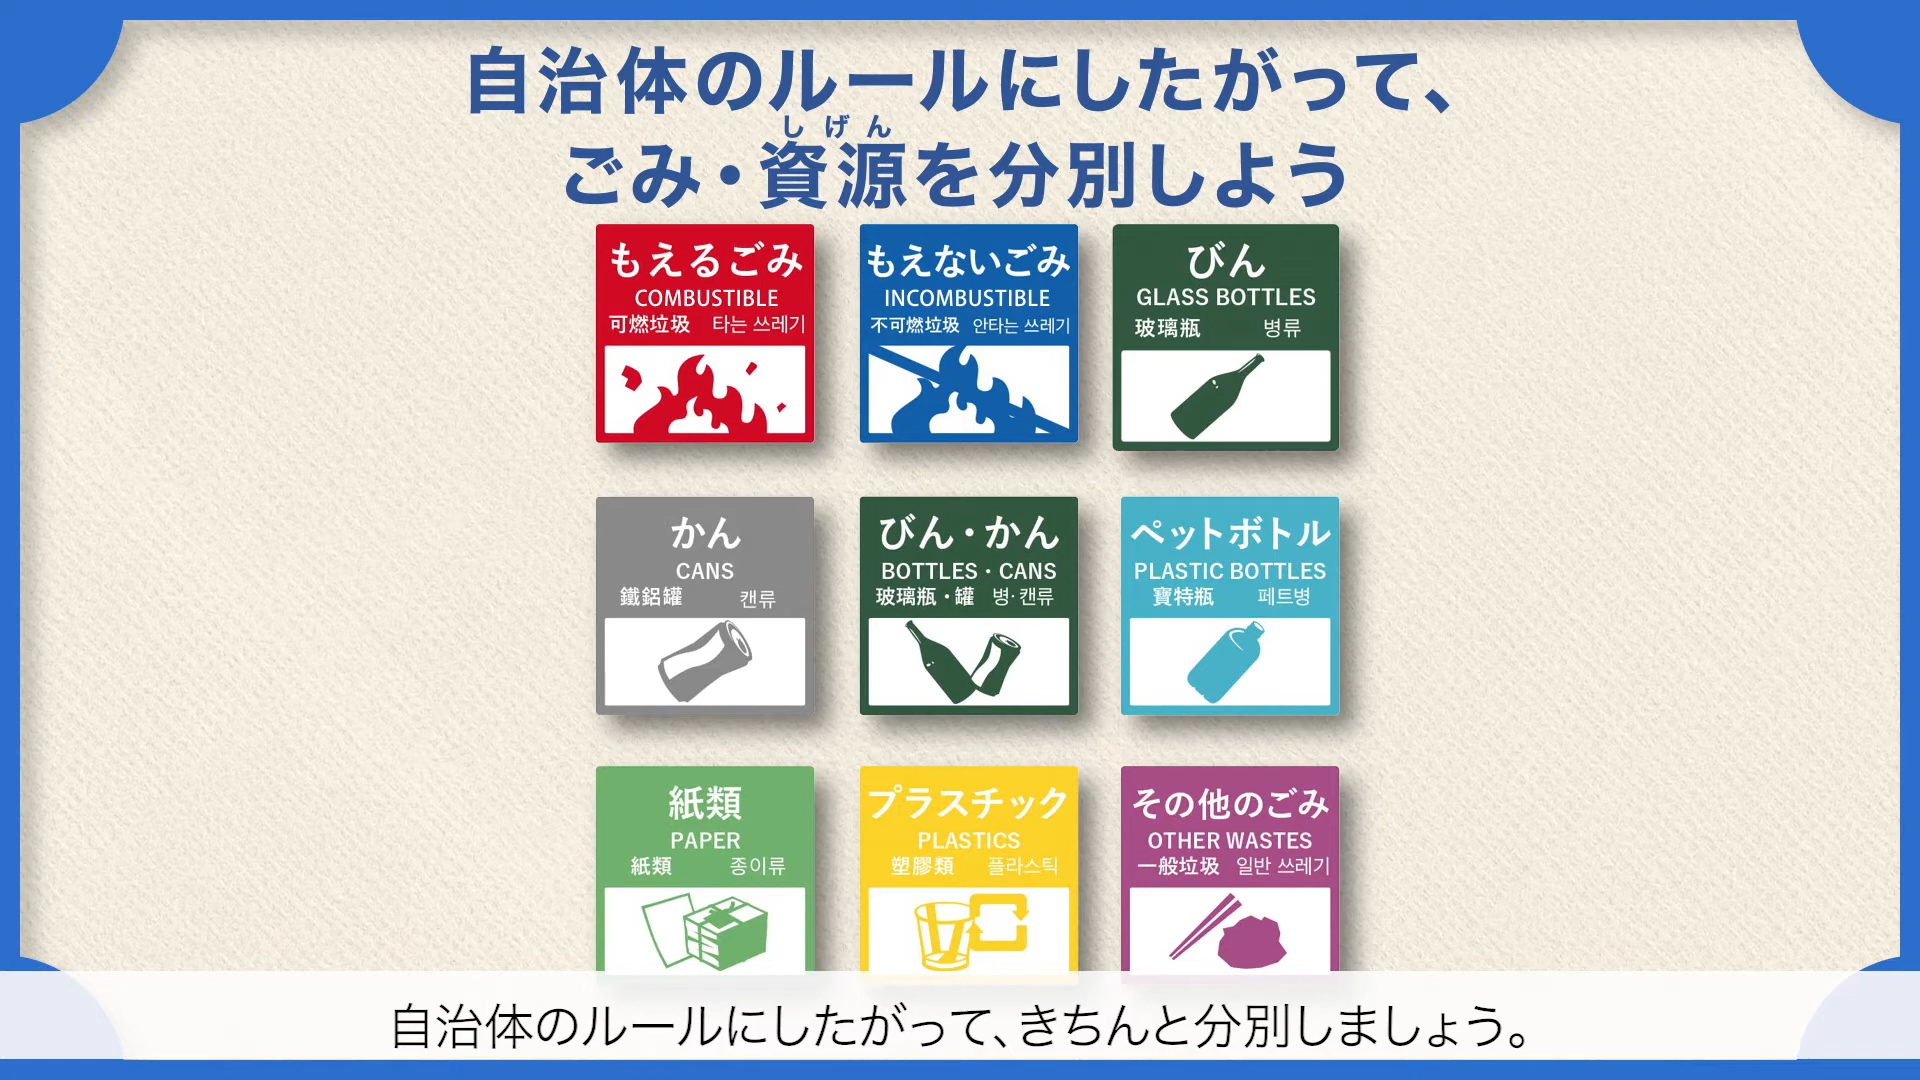 自治体のルールにしたがって、
しげん
ごみ・資源を分別しよう
もえるごみ
COMBUSTIBLE
可燃垃圾 타는 쓰레기
もえないごみ
INCOMBUSTIBLE
不可燃垃圾 안타는 쓰레기
びん
GLASS BOTTLES
玻璃瓶 병류
かん
CANS
鐵鋁罐 캔류
びん・かん
BOTTLES・CANS
玻璃瓶・罐 병·캔류
ペットボトル
PLASTIC BOTTLES
寶特瓶 페트병
紙類
PAPER
紙類 종이류
プラスチック
PLASTICS
塑膠類 플라스틱
その他のごみ
OTHER WASTES
一般垃圾 일반 쓰레기
自治体のルールにしたがって、きちんと分別しましょう。